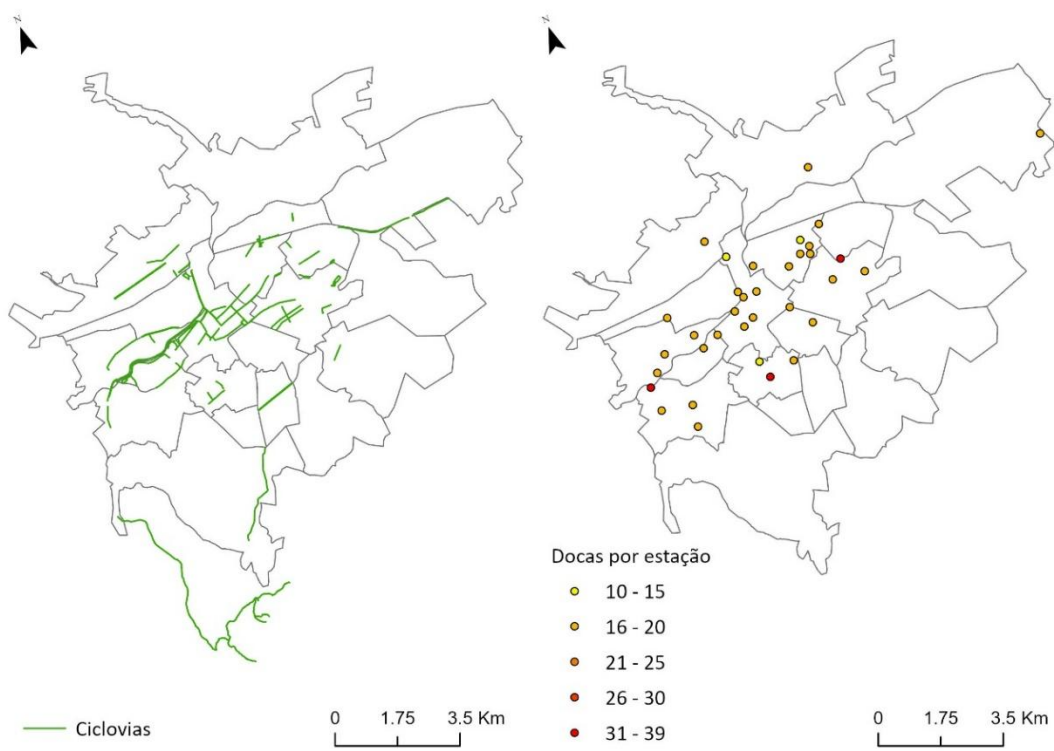 N
N
Ciclovias
0 1.75 3.5 Km
Docas por estação
10 - 15
16 - 20
21 - 25
26 - 30
31 - 39
0 1.75 3.5 Km